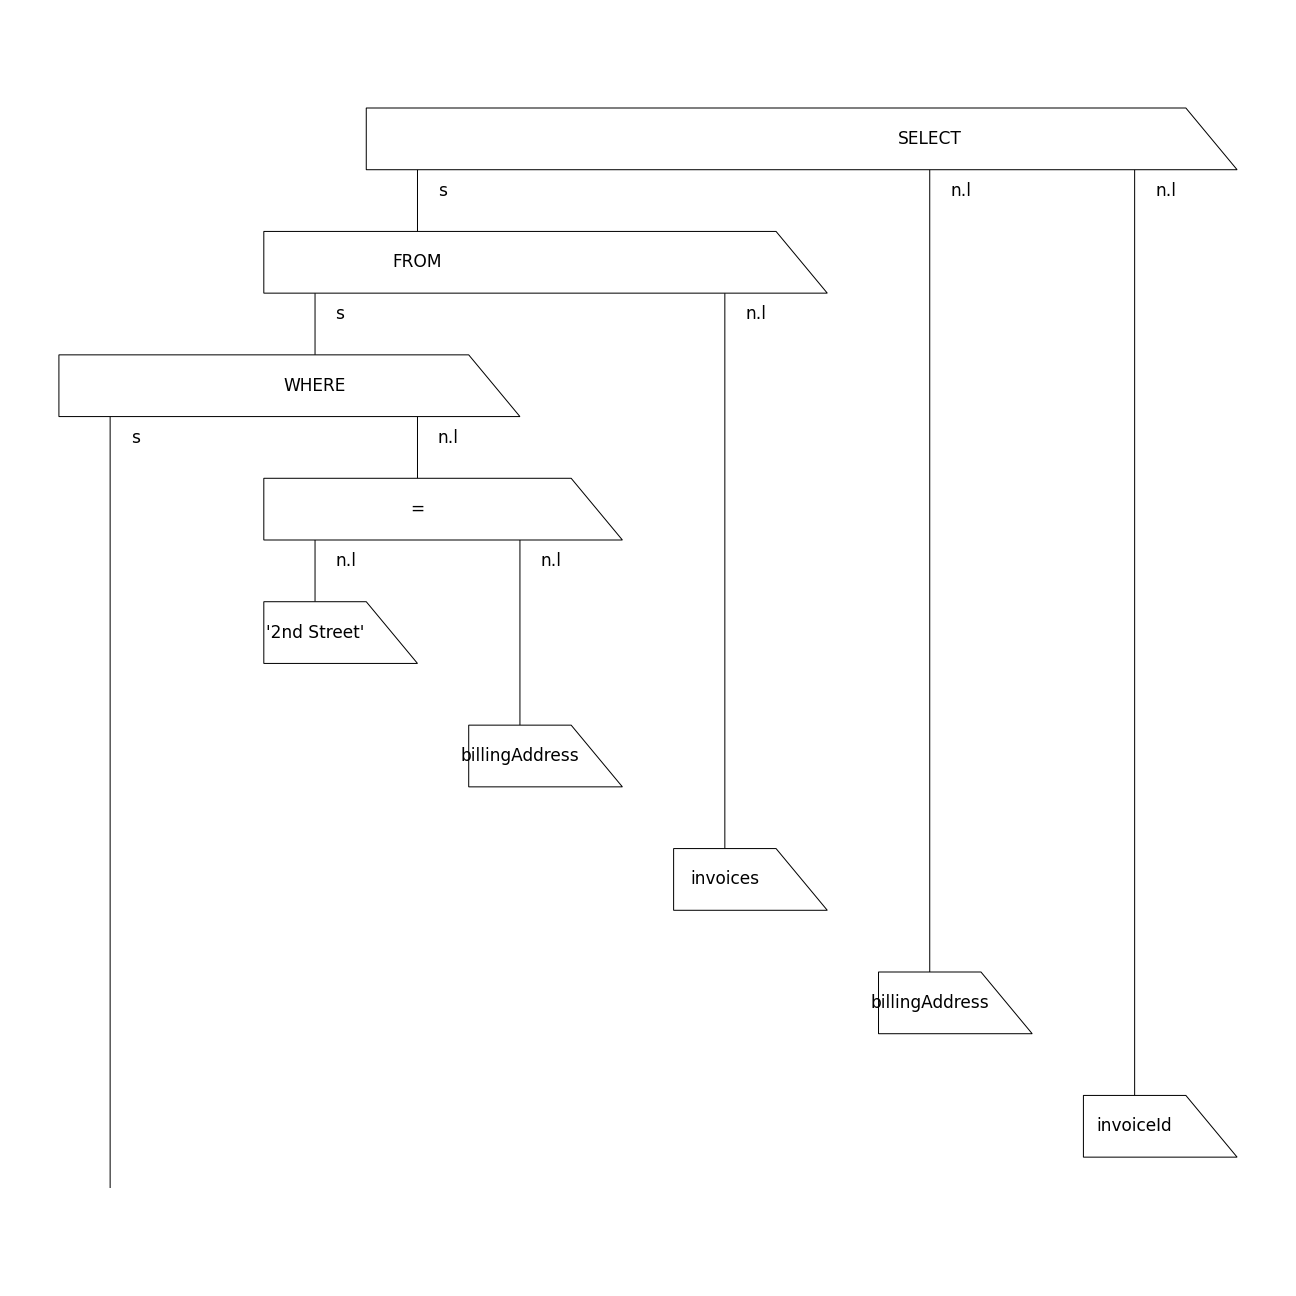 SELECT
s n.l n.l
FROM
s n.l
WHERE
s n.l
=
n.l n.l
'2nd Street'
billingAddress
invoices
billingAddress
invoiceId